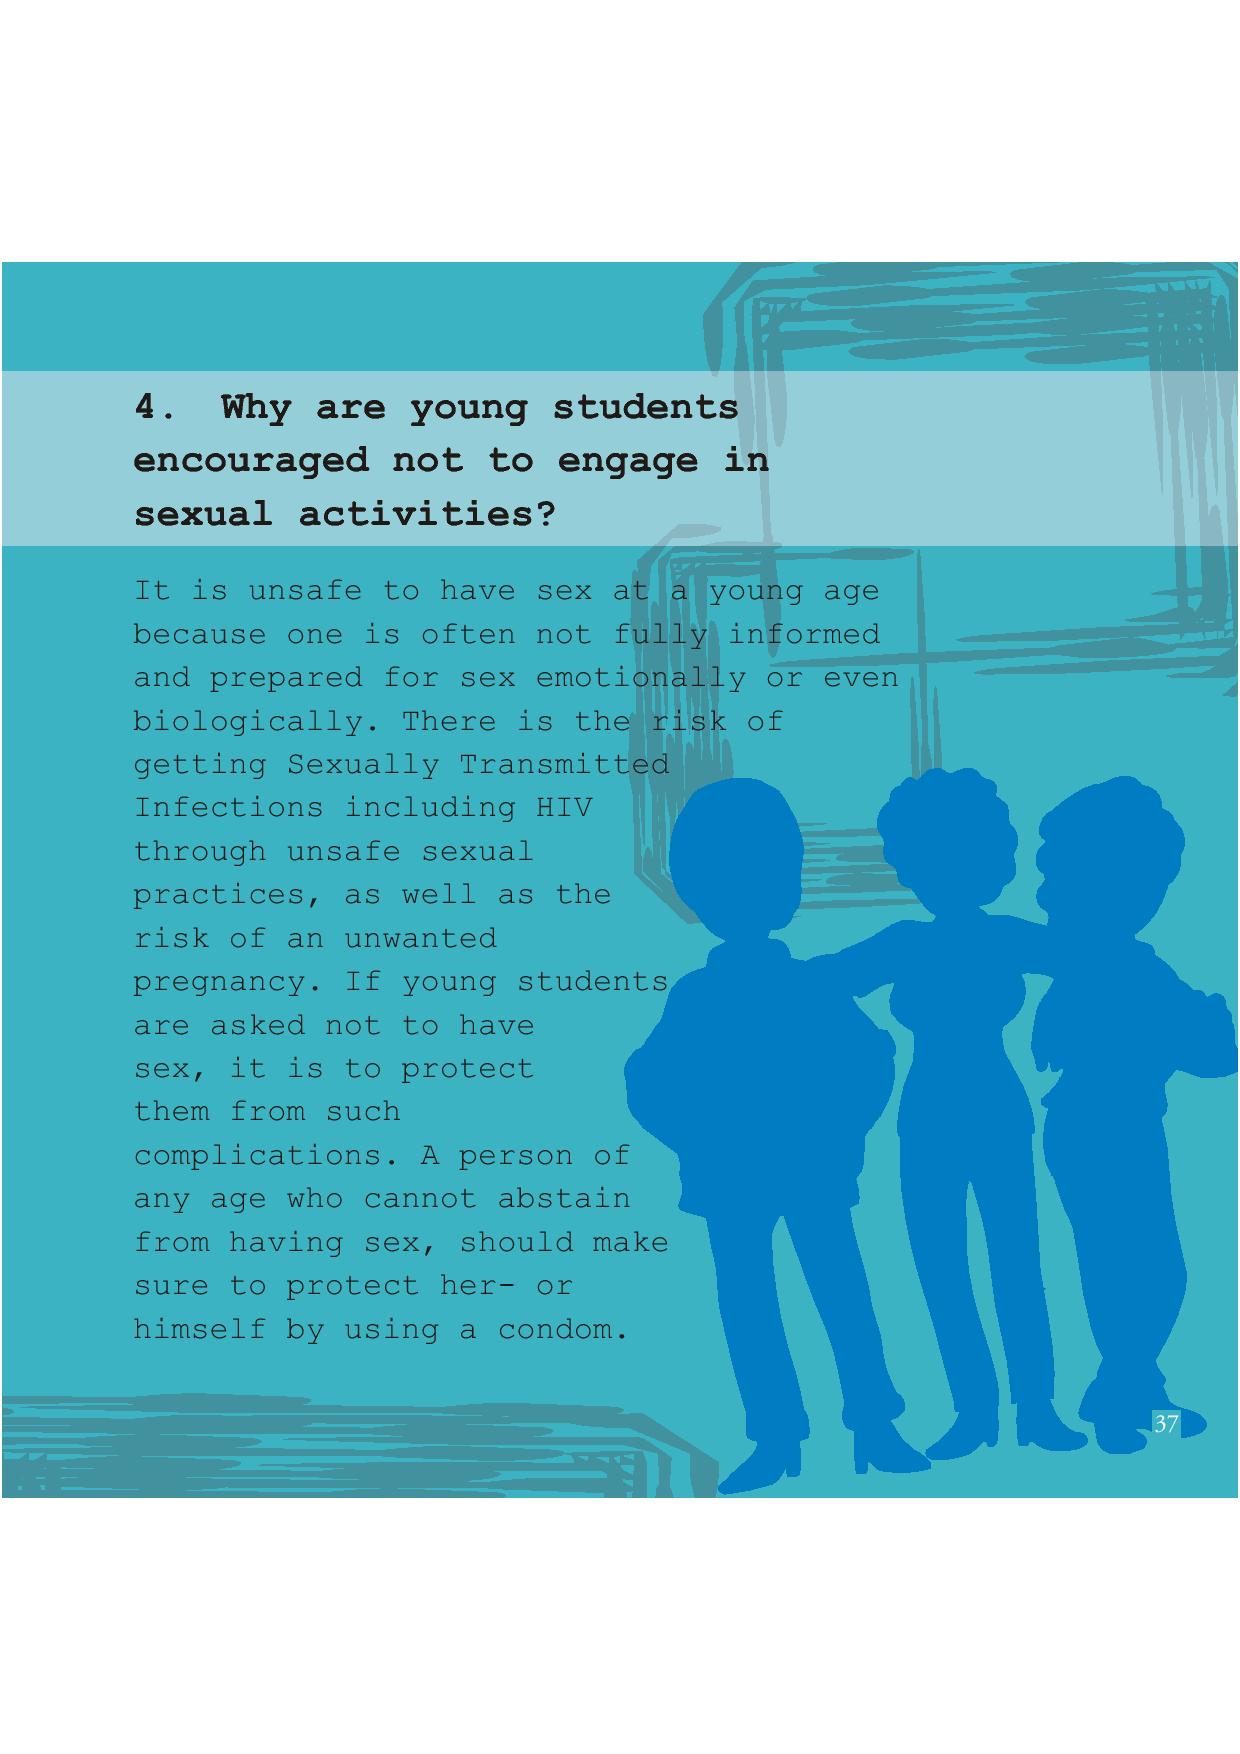 4.  Why are young students
encouraged not to engage in
sexual activities?
It is unsafe to have sex at a young age
because one is often not fully informed
and prepared for sex emotionally or even
biologically. There is the risk of
getting Sexually Transmitted
Infections including HIV
through unsafe sexual
practices, as well as the
risk of an unwanted
pregnancy. If young students
are asked not to have
sex, it is to protect
them from such
complications. A person of
any age who cannot abstain
from having sex, should make
sure to protect her- or
himself by using a condom.
37